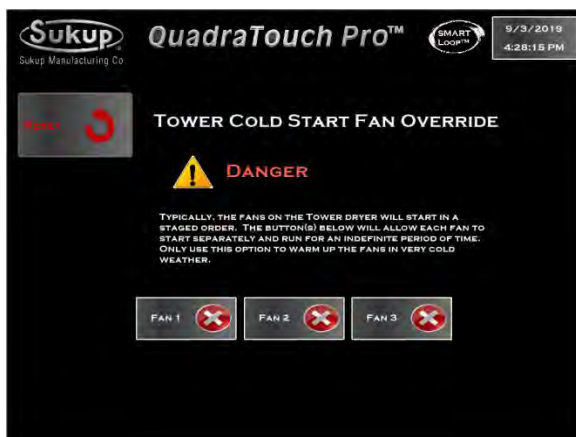 Sukup
Sukup Manufacturing Co
QuadraTouch Pro™
SMART
LOOP™
9/3/2019
4:28:15 PM
RESET
TOWER COLD START FAN OVERRIDE
DANGER
TYPICALLY, THE FANS ON THE TOWER DRYER WILL START IN A
STAGED ORDER. THE BUTTON(S) BELOW WILL ALLOW EACH FAN TO
START SEPARATELY AND RUN FOR AN INDEFINITE PERIOD OF TIME.
ONLY USE THIS OPTION TO WARM UP THE FANS IN VERY COLD
WEATHER.
FAN 1
FAN 2
FAN 3